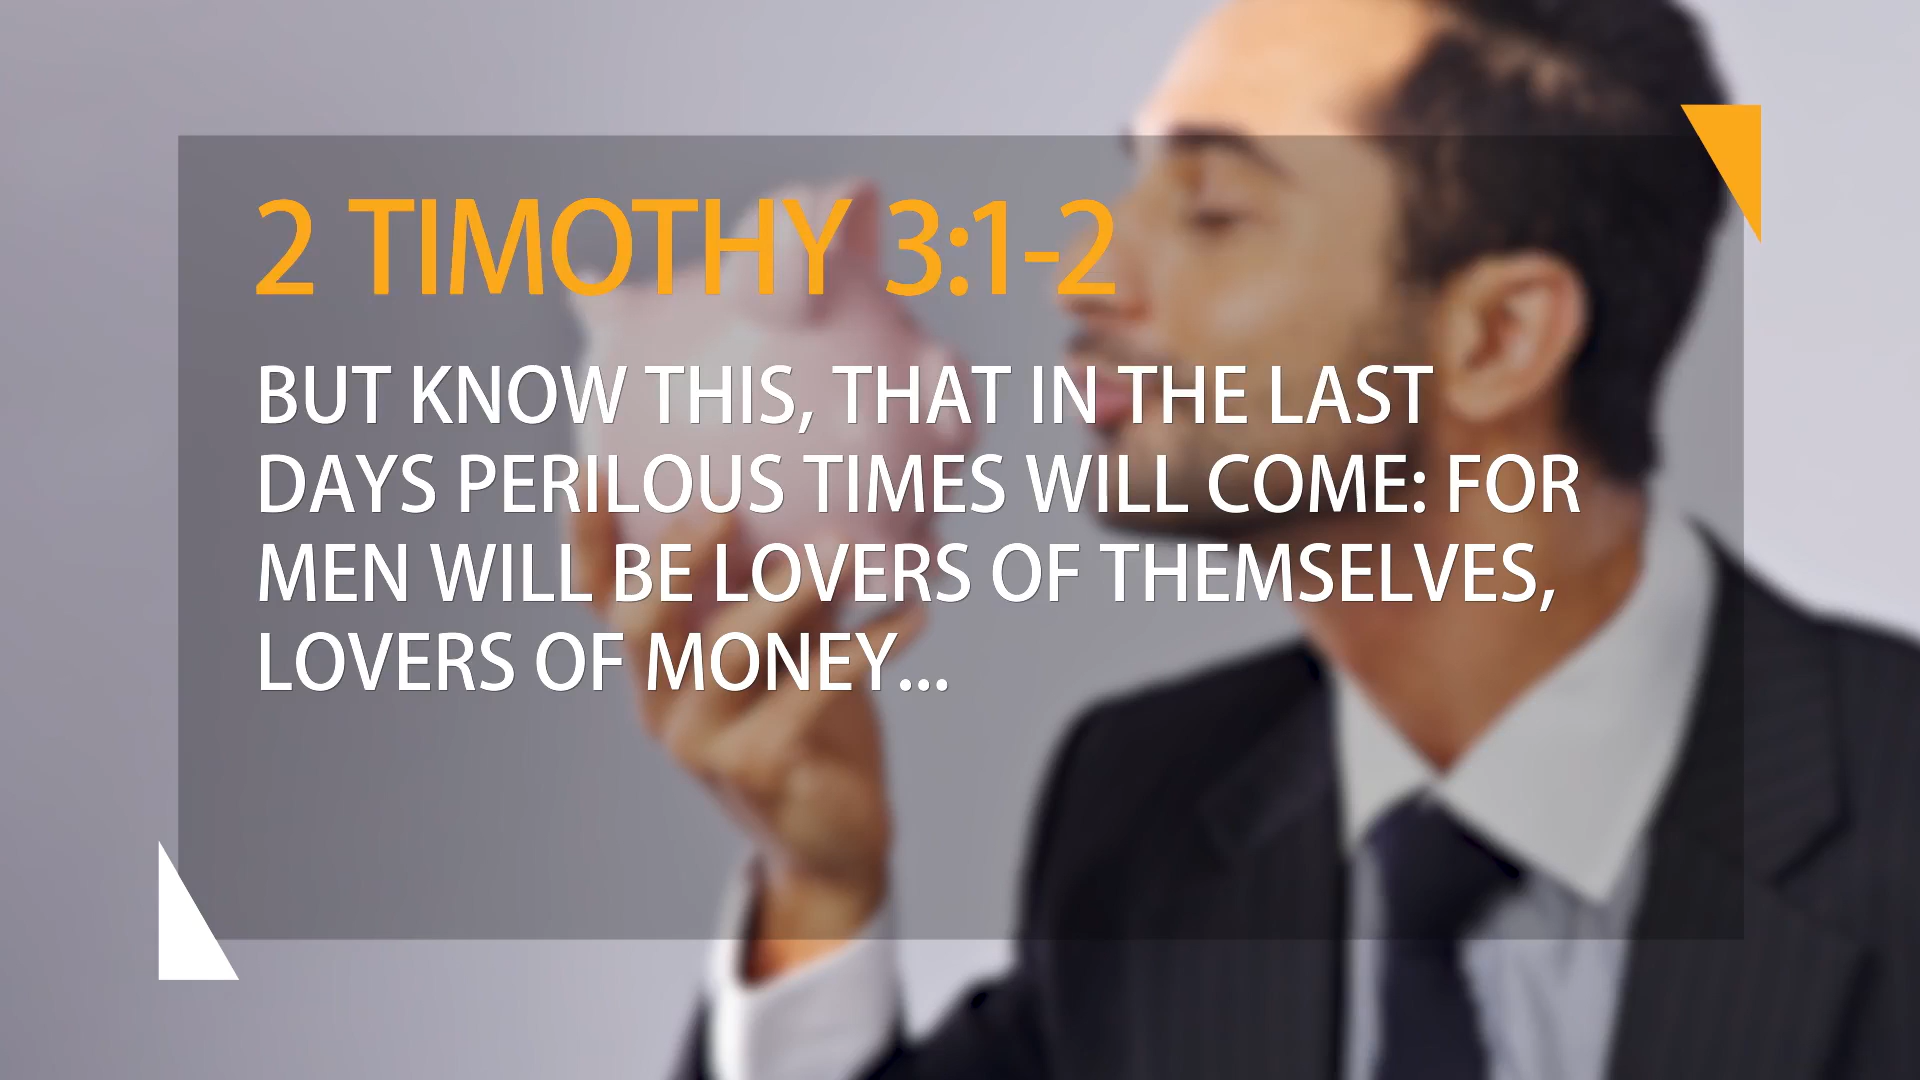 2 TIMOTHY 3:1-2
BUT KNOW THIS, THAT IN THE LAST
DAYS PERILOUS TIMES WILL COME: FOR
MEN WILL BE LOVERS OF THEMSELVES,
LOVERS OF MONEY...